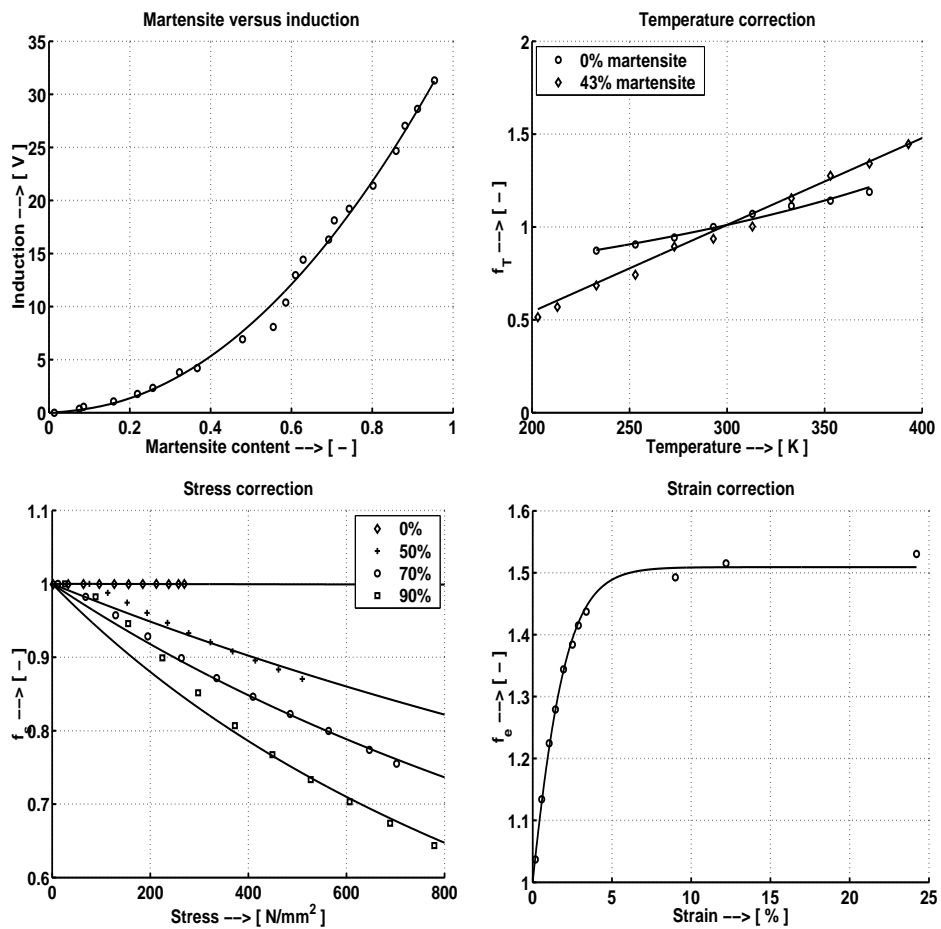 Martensite versus induction
35
30
25
20
15
10
5
0
Induction −−> [ V ]
0 0.2 0.4 0.6 0.8 1
Martensite content −−> [ − ]
Temperature correction
0% martensite
43% martensite
2
1.5
1
0.5
0
f_T −−> [ − ]
200 250 300 350 400
Temperature −−> [ K ]
Stress correction
0%
50%
70%
90%
1.1
1
0.9
0.8
0.7
0.6
−−> [ − ]
0 200 400 600 800
Stress −−> [ N/mm² ]
Strain correction
1.6
1.5
1.4
1.3
1.2
1.1
1
f_e −−> [ − ]
0 5 10 15 20 25
Strain −−> [ % ]